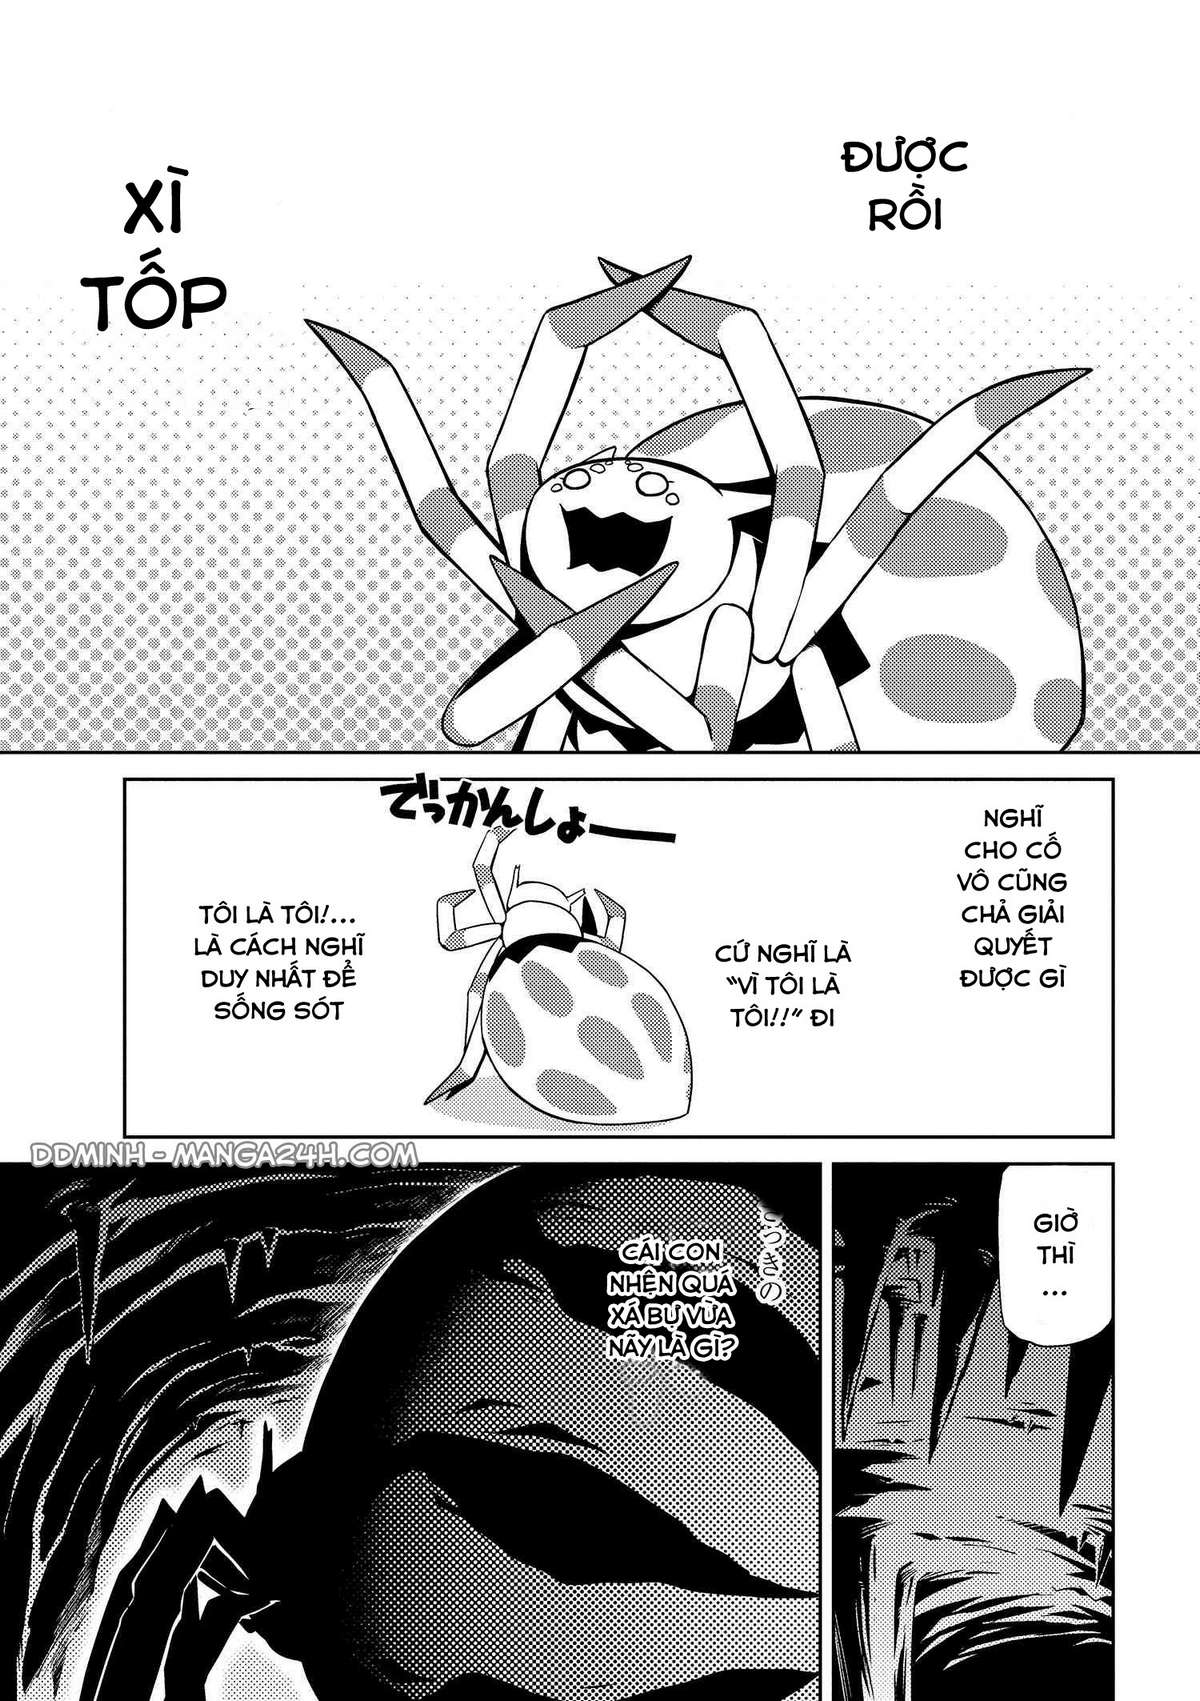 ĐƯỢC
RỒI
XÌ
TỐP
NGHĨ
CHO CỐ
VÔ CŨNG
CHẢ GIẢI
QUYẾT
ĐƯỢC GÌ
でっかんしょー
CỨ NGHĨ LÀ
“VÌ TÔI LÀ
TÔI!!” ĐI
TÔI LÀ TÔI!...
LÀ CÁCH NGHĨ
DUY NHẤT ĐỂ
SỐNG SÓT
DDMINH - MANGA24H.COM
GIỜ
THÌ
...
CÁI CON
NHỆN QUÁ
XÁ BỰ VỪA
NÃY LÀ GÌ?